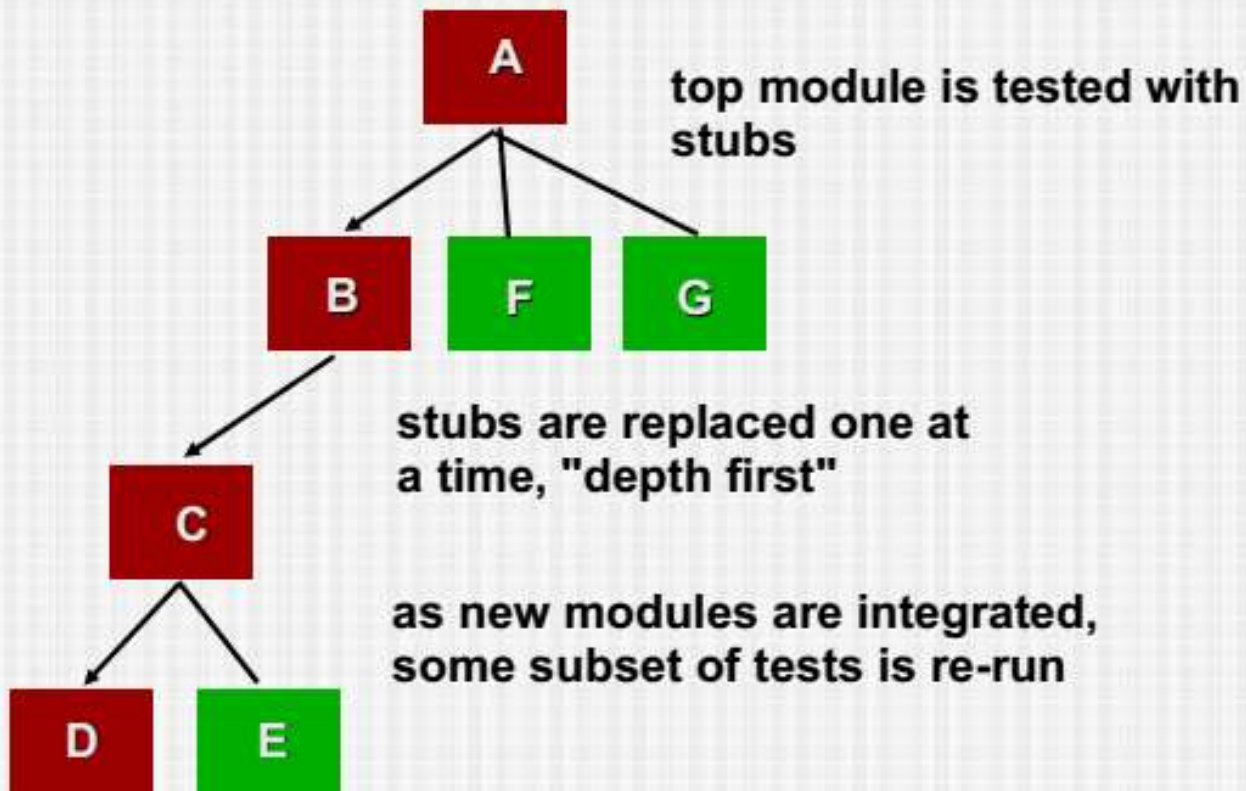 A
top module is tested with
stubs
B
F
G
stubs are replaced one at
a time, "depth first"
C
as new modules are integrated,
some subset of tests is re-run
D
E